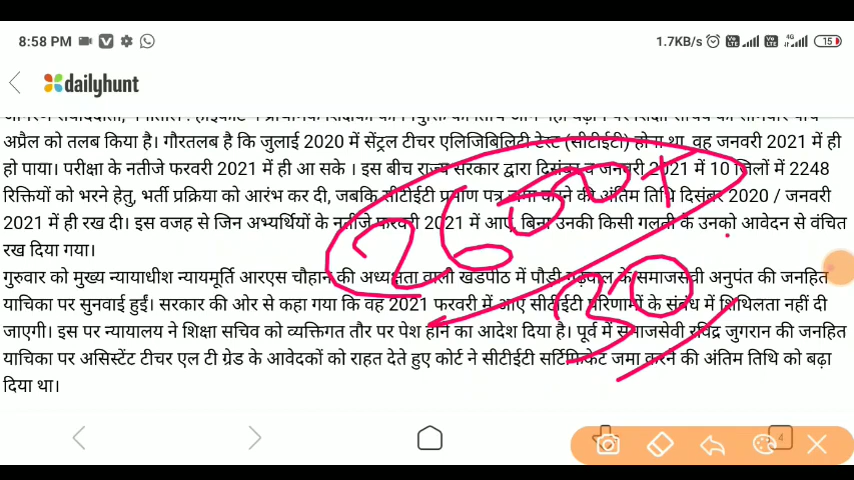 8:58 PM
1.7KB/s 4G 15
dailyhunt
अप्रैल को तलब किया है। गौरतलब है कि जुलाई 2020 में सेंट्रल टीचर एलिजिबिलिटी टेस्ट (सीटीईटी) होना था, वह जनवरी 2021 में ही
हो पाया। परीक्षा के नतीजे फरवरी 2021 में ही आ सके । इस बीच राज्य सरकार द्वारा दिसंबर व जनवरी 2021 में 10 जिलों में 2248
रिक्तियों को भरने हेतु, भर्ती प्रक्रिया को आरंभ कर दी, जबकि सीटीईटी प्रमाण पत्र जमा करने की अंतिम तिथि दिसंबर 2020 / जनवरी
2021 में ही रख दी। इस वजह से जिन अभ्यर्थियों के नतीजे फरवरी 2021 में आए, बिना उनकी किसी गलती के उनको आवेदन से वंचित
रख दिया गया।
गुरुवार को मुख्य न्यायाधीश न्यायमूर्ति आरएस चौहान की अध्यक्षता वाली खंडपीठ में पौड़ी गढ़वाल के समाजसेवी अनुपंत की जनहित
याचिका पर सुनवाई हुईं। सरकार की ओर से कहा गया कि वह 2021 फरवरी में आए सीटीईटी परिणामों के संबंध में शिथिलता नहीं दी
जाएगी। इस पर न्यायालय ने शिक्षा सचिव को व्यक्तिगत तौर पर पेश होने का आदेश दिया है। पूर्व में समाजसेवी रविंद्र जुगरान की जनहित
याचिका पर असिस्टेंट टीचर एल टी ग्रेड के आवेदकों को राहत देते हुए कोर्ट ने सीटीईटी सर्टिफिकेट जमा करने की अंतिम तिथि को बढ़ा
दिया था।
26000+
30
4